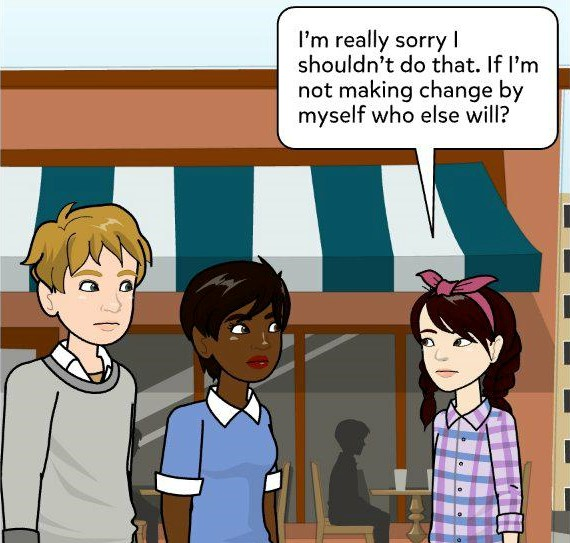 I'm really sorry I
shouldn't do that. If I'm
not making change by
myself who else will?